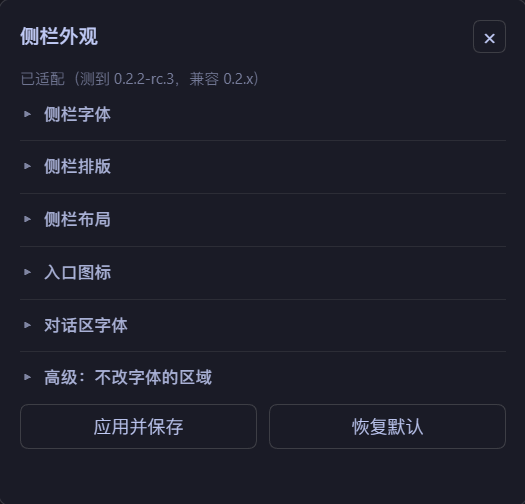 侧栏外观
已适配（测到 0.2.2-rc.3，兼容 0.2.x）
侧栏字体
侧栏排版
侧栏布局
入口图标
对话区字体
高级：不改字体的区域
应用并保存
恢复默认